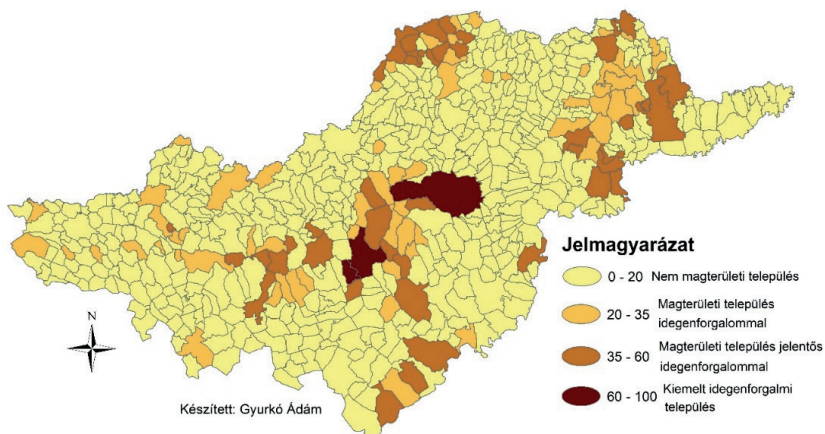 N
Készített: Gyurkó Ádám
Jelmagyarázat
0 - 20 Nem magterületi település
20 - 35 Magterületi település
idegenforgalommal
35 - 60 Magterületi település jelentős
idegenforgalommal
60 - 100 Kiemelt idegenforgalmi
település